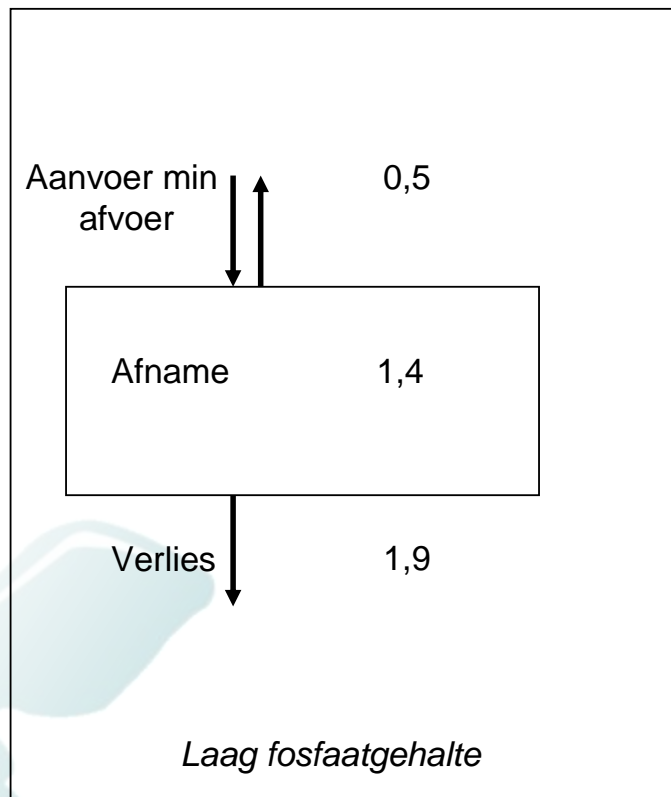 Aanvoer min 0,5
afvoer
Afname 1,4
Verlies 1,9
Laag fosfaatgehalte